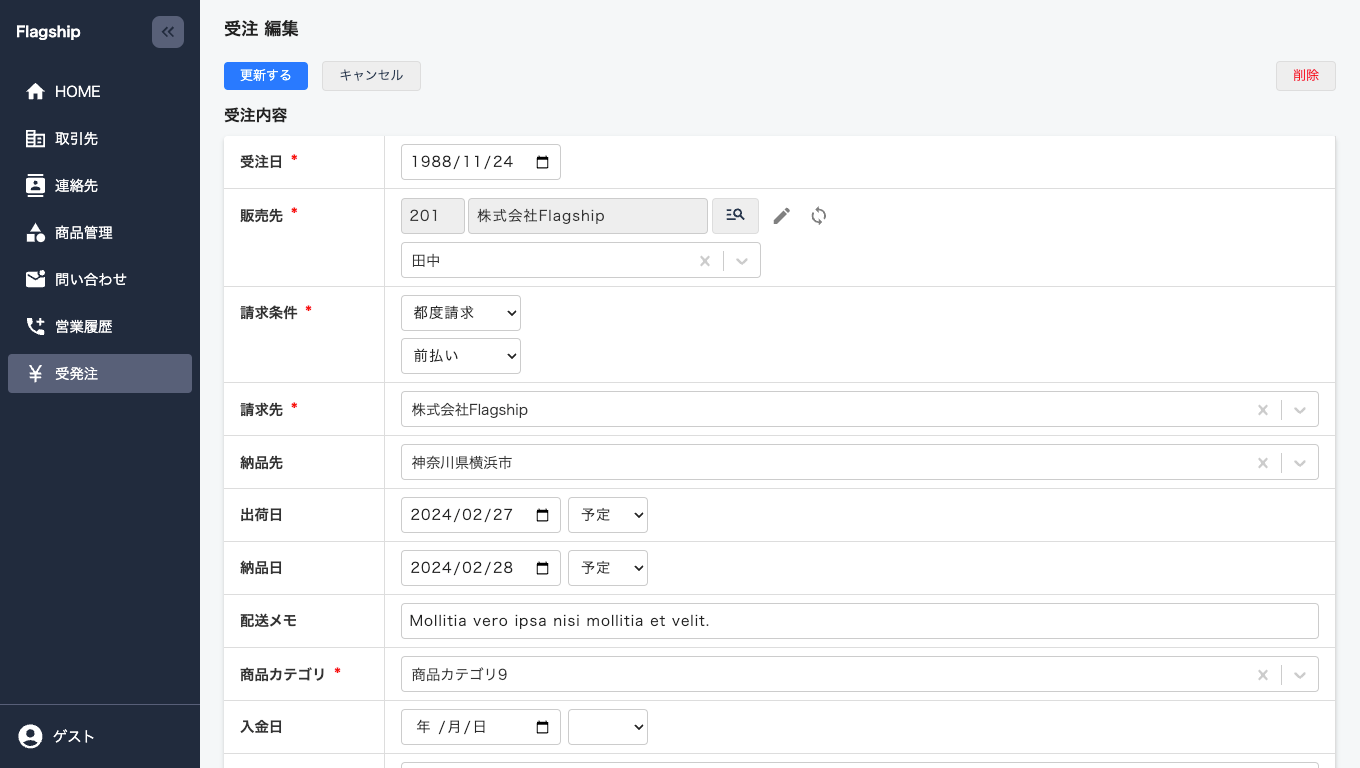 Flagship
HOME
取引先
連絡先
商品管理
問い合わせ
営業履歴
受発注
ゲスト
受注 編集
更新する キャンセル 削除
受注内容
受注日 * 1988/11/24
販売先 * 201 株式会社Flagship
田中
請求条件 * 都度請求
前払い
請求先 * 株式会社Flagship
納品先 神奈川県横浜市
出荷日 2024/02/27 予定
納品日 2024/02/28 予定
配送メモ Mollitia vero ipsa nisi mollitia et velit.
商品カテゴリ * 商品カテゴリ9
入金日 年 /月/日